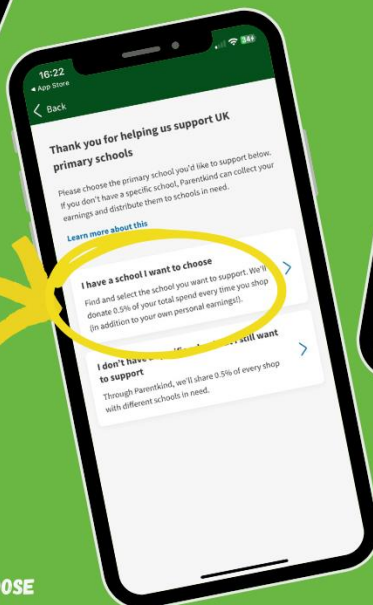 16:22
App Store
Back
Thank you for helping us support UK
primary schools
Please choose the primary school you'd like to support below.
If you don't have a specific school, Parentkind can collect your
earnings and distribute them to schools in need.
Learn more about this
I have a school I want to choose
Find and select the school you want to support. We'll
donate 0.5% of your total spend every time you shop
(in addition to your own personal earnings!).
I don't have still want
to support
Through Parentkind, we'll share 0.5% of every shop
with different schools in need.
OSE